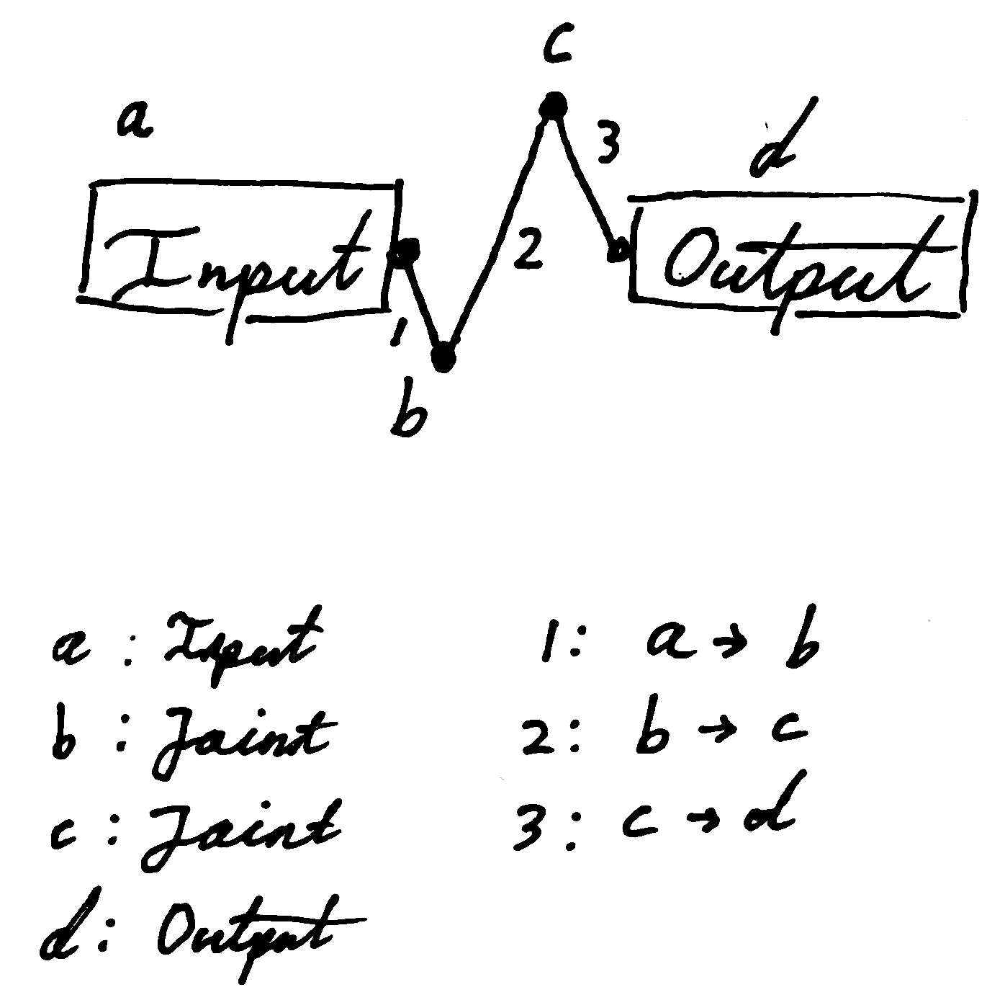 c
a
3
d
Input
2
Output
1
b
a : Input
1: a → b
b : Joint
2: b → c
c : Joint
3: c → d
d: Output